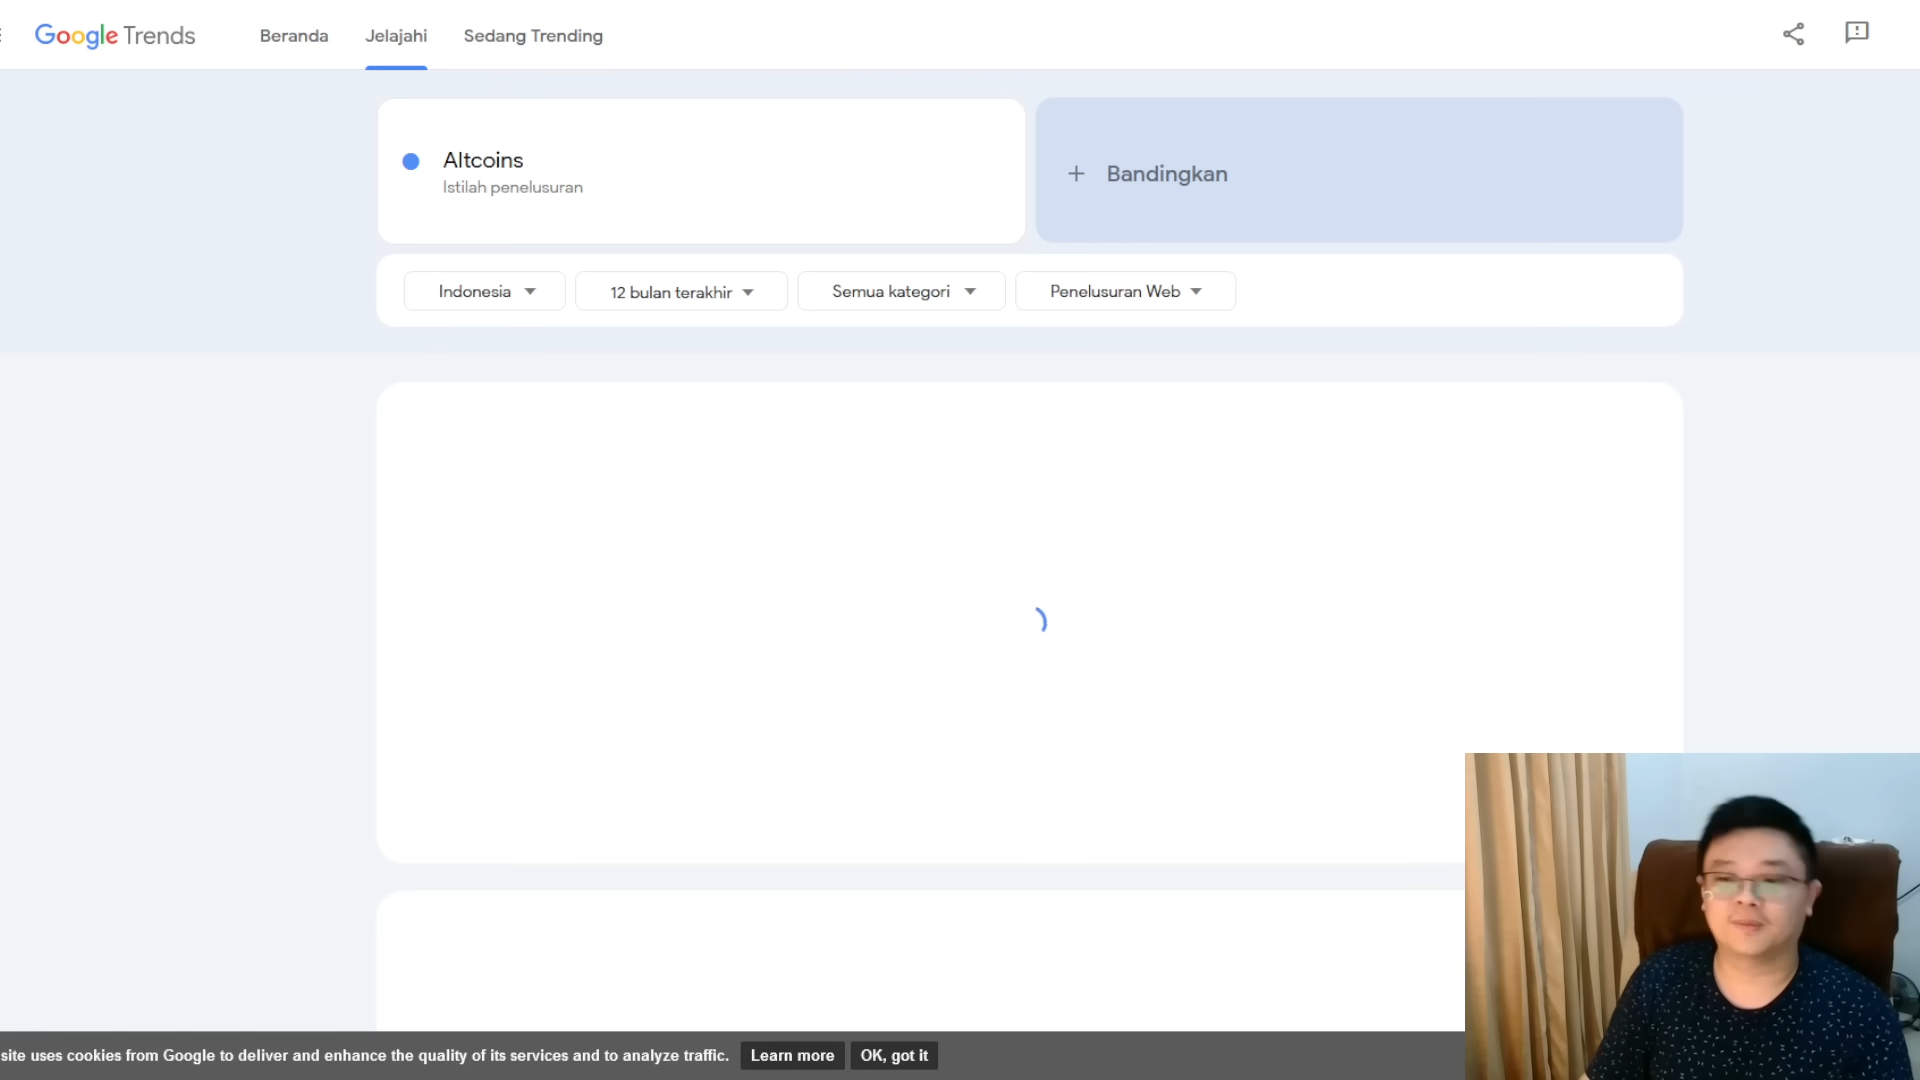 Google Trends
Beranda
Jelajahi
Sedang Trending
Altcoins
Istilah penelusuran
+ Bandingkan
Indonesia
12 bulan terakhir
Semua kategori
Penelusuran Web
site uses cookies from Google to deliver and enhance the quality of its services and to analyze traffic.
Learn more
OK, got it